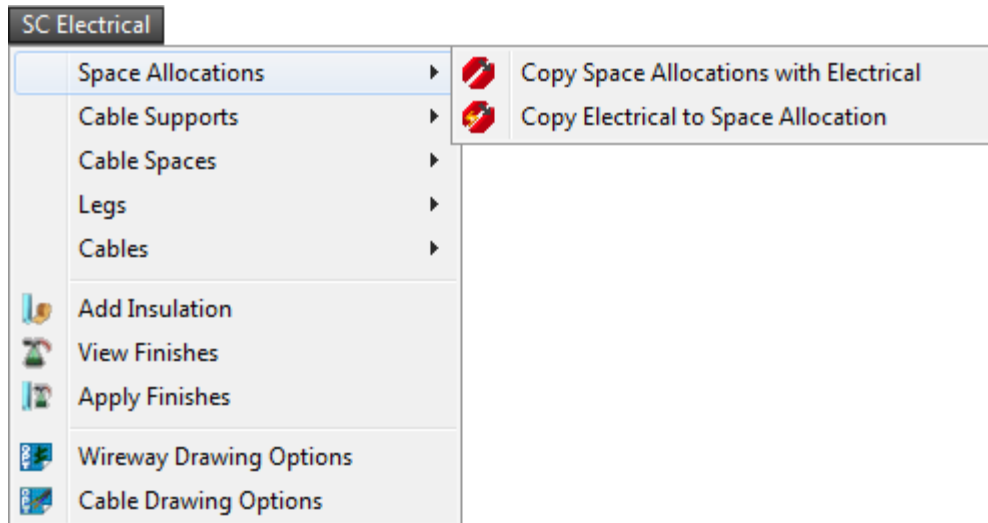 SC Electrical
Space Allocations
Copy Space Allocations with Electrical
Cable Supports
Copy Electrical to Space Allocation
Cable Spaces
Legs
Cables
Add Insulation
View Finishes
Apply Finishes
Wireway Drawing Options
Cable Drawing Options